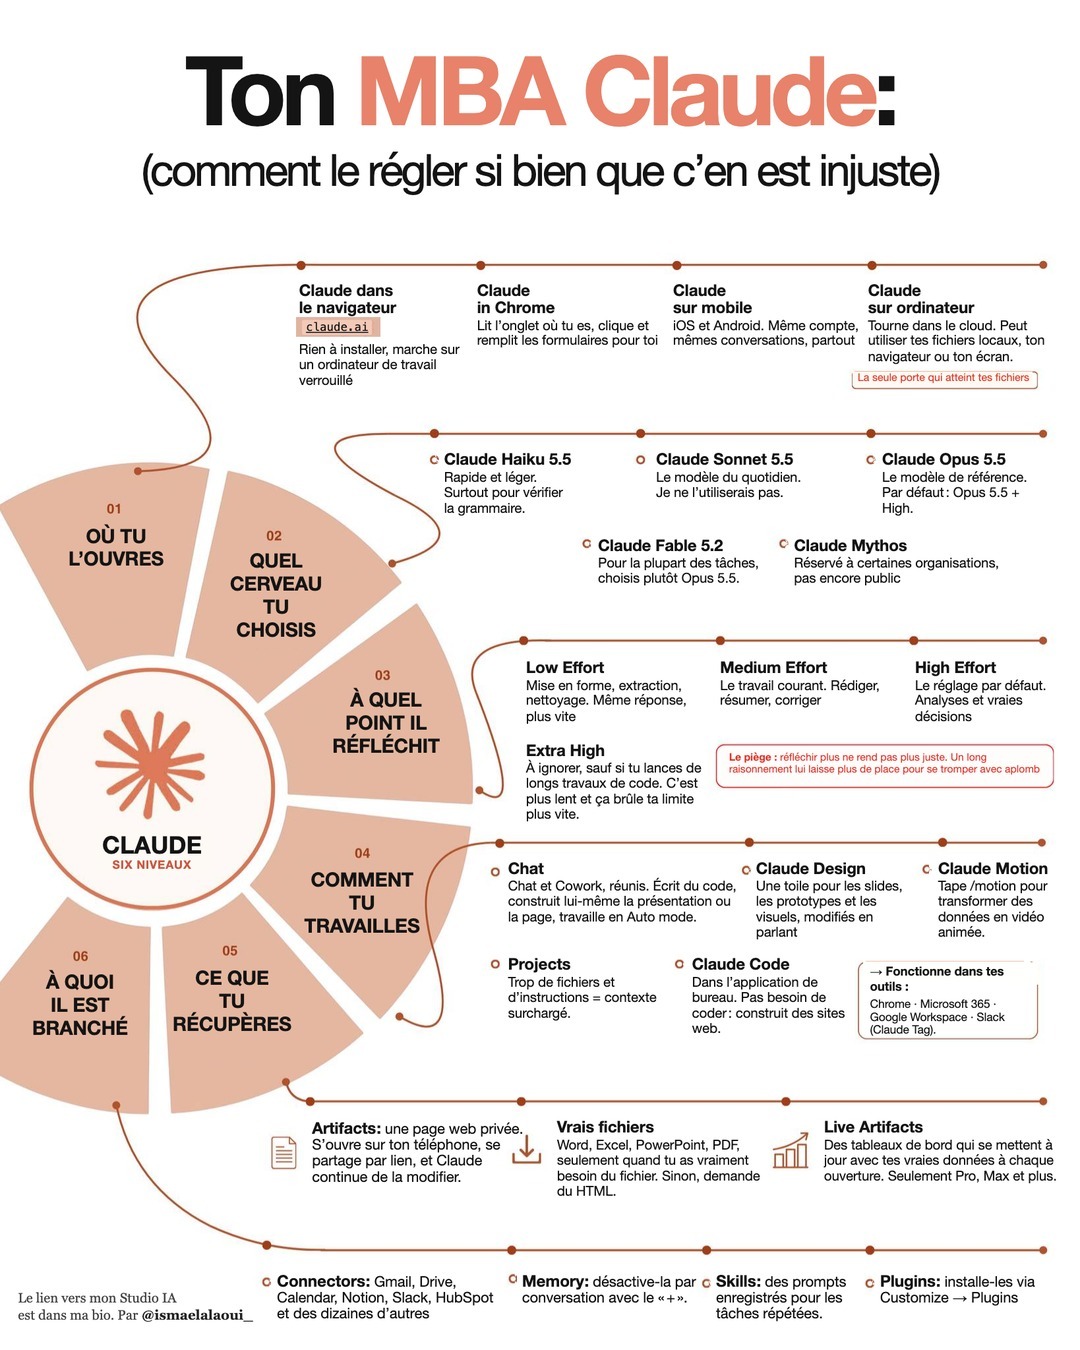 Ton MBA Claude:
(comment le régler si bien que c’en est injuste)
Claude dans
le navigateur
claude.ai
Rien à installer, marche sur
un ordinateur de travail
verrouillé
Claude
in Chrome
Lit l’onglet où tu es, clique et
remplit les formulaires pour toi
Claude
sur mobile
iOS et Android. Même compte,
mêmes conversations, partout
Claude
sur ordinateur
Tourne dans le cloud. Peut
utiliser tes fichiers locaux, ton
navigateur ou ton écran.
La seule porte qui atteint tes fichiers
01
OÙ TU
L’OUVRES
02
QUEL
CERVEAU
TU
CHOISIS
Claude Haiku 5.5
Rapide et léger.
Surtout pour vérifier
la grammaire.
Claude Sonnet 5.5
Le modèle du quotidien.
Je ne l’utiliserais pas.
Claude Opus 5.5
Le modèle de référence.
Par défaut : Opus 5.5 +
High.
Claude Fable 5.2
Pour la plupart des tâches,
choisis plutôt Opus 5.5.
Claude Mythos
Réservé à certaines organisations,
pas encore public
03
À QUEL
POINT IL
RÉFLÉCHIT
Low Effort
Mise en forme, extraction,
nettoyage. Même réponse,
plus vite
Medium Effort
Le travail courant. Rédiger,
résumer, corriger
High Effort
Le réglage par défaut.
Analyses et vraies
décisions
Extra High
À ignorer, sauf si tu lances de
longs travaux de code. C’est
plus lent et ça brûle ta limite
plus vite.
Le piège : réfléchir plus ne rend pas plus juste. Un long
raisonnement lui laisse plus de place pour se tromper avec aplomb
CLAUDE
SIX NIVEAUX
04
COMMENT
TU
TRAVAILLES
Chat
Chat et Cowork, réunis. Écrit du code,
construit lui-même la présentation ou
la page, travaille en Auto mode.
Claude Design
Une toile pour les slides,
les prototypes et les
visuels, modifiés en
parlant
Claude Motion
Tape /motion pour
transformer des
données en vidéo
animée.
Projects
Trop de fichiers et
d’instructions = contexte
surchargé.
Claude Code
Dans l’application de
bureau. Pas besoin de
coder : construit des sites
web.
→ Fonctionne dans tes
outils :
Chrome · Microsoft 365 ·
Google Workspace · Slack
(Claude Tag).
05
CE QUE
TU
RÉCUPÈRES
06
À QUOI
IL EST
BRANCHÉ
Artifacts: une page web privée.
S’ouvre sur ton téléphone, se
partage par lien, et Claude
continue de la modifier.
Vrais fichiers
Word, Excel, PowerPoint, PDF,
seulement quand tu as vraiment
besoin du fichier. Sinon, demande
du HTML.
Live Artifacts
Des tableaux de bord qui se mettent à
jour avec tes vraies données à chaque
ouverture. Seulement Pro, Max et plus.
Connectors: Gmail, Drive,
Calendar, Notion, Slack, HubSpot
et des dizaines d’autres
Memory: désactive-la par
conversation avec le «+».
Skills: des prompts
enregistrés pour les
tâches répétées.
Plugins: installe-les via
Customize → Plugins
Le lien vers mon Studio IA
est dans ma bio. Par @ismaelalaoui_